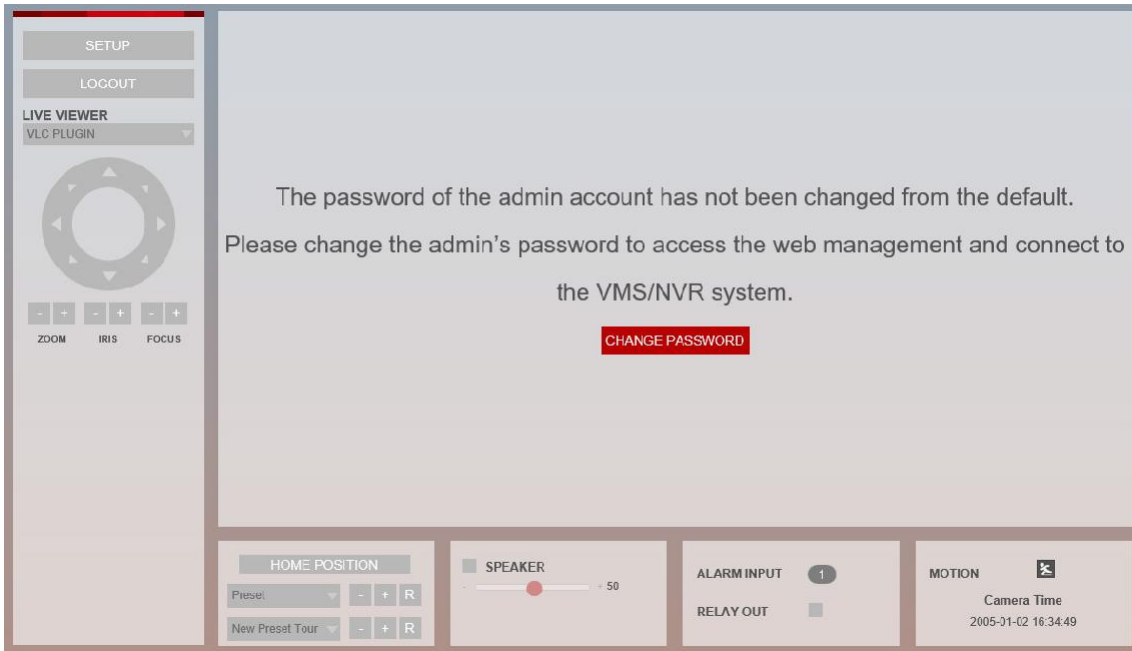 SETUP
LOGOUT
LIVE VIEWER
VLC PLUGIN
- + - + - +
ZOOM IRIS FOCUS
The password of the admin account has not been changed from the default.
Please change the admin's password to access the web management and connect to
the VMS/NVR system.
CHANGE PASSWORD
HOME POSITION
Preset - + R
New Preset Tour - + R
SPEAKER
- + 50
ALARM INPUT 1
RELAY OUT
MOTION
Camera Time
2005-01-02 16:34:49